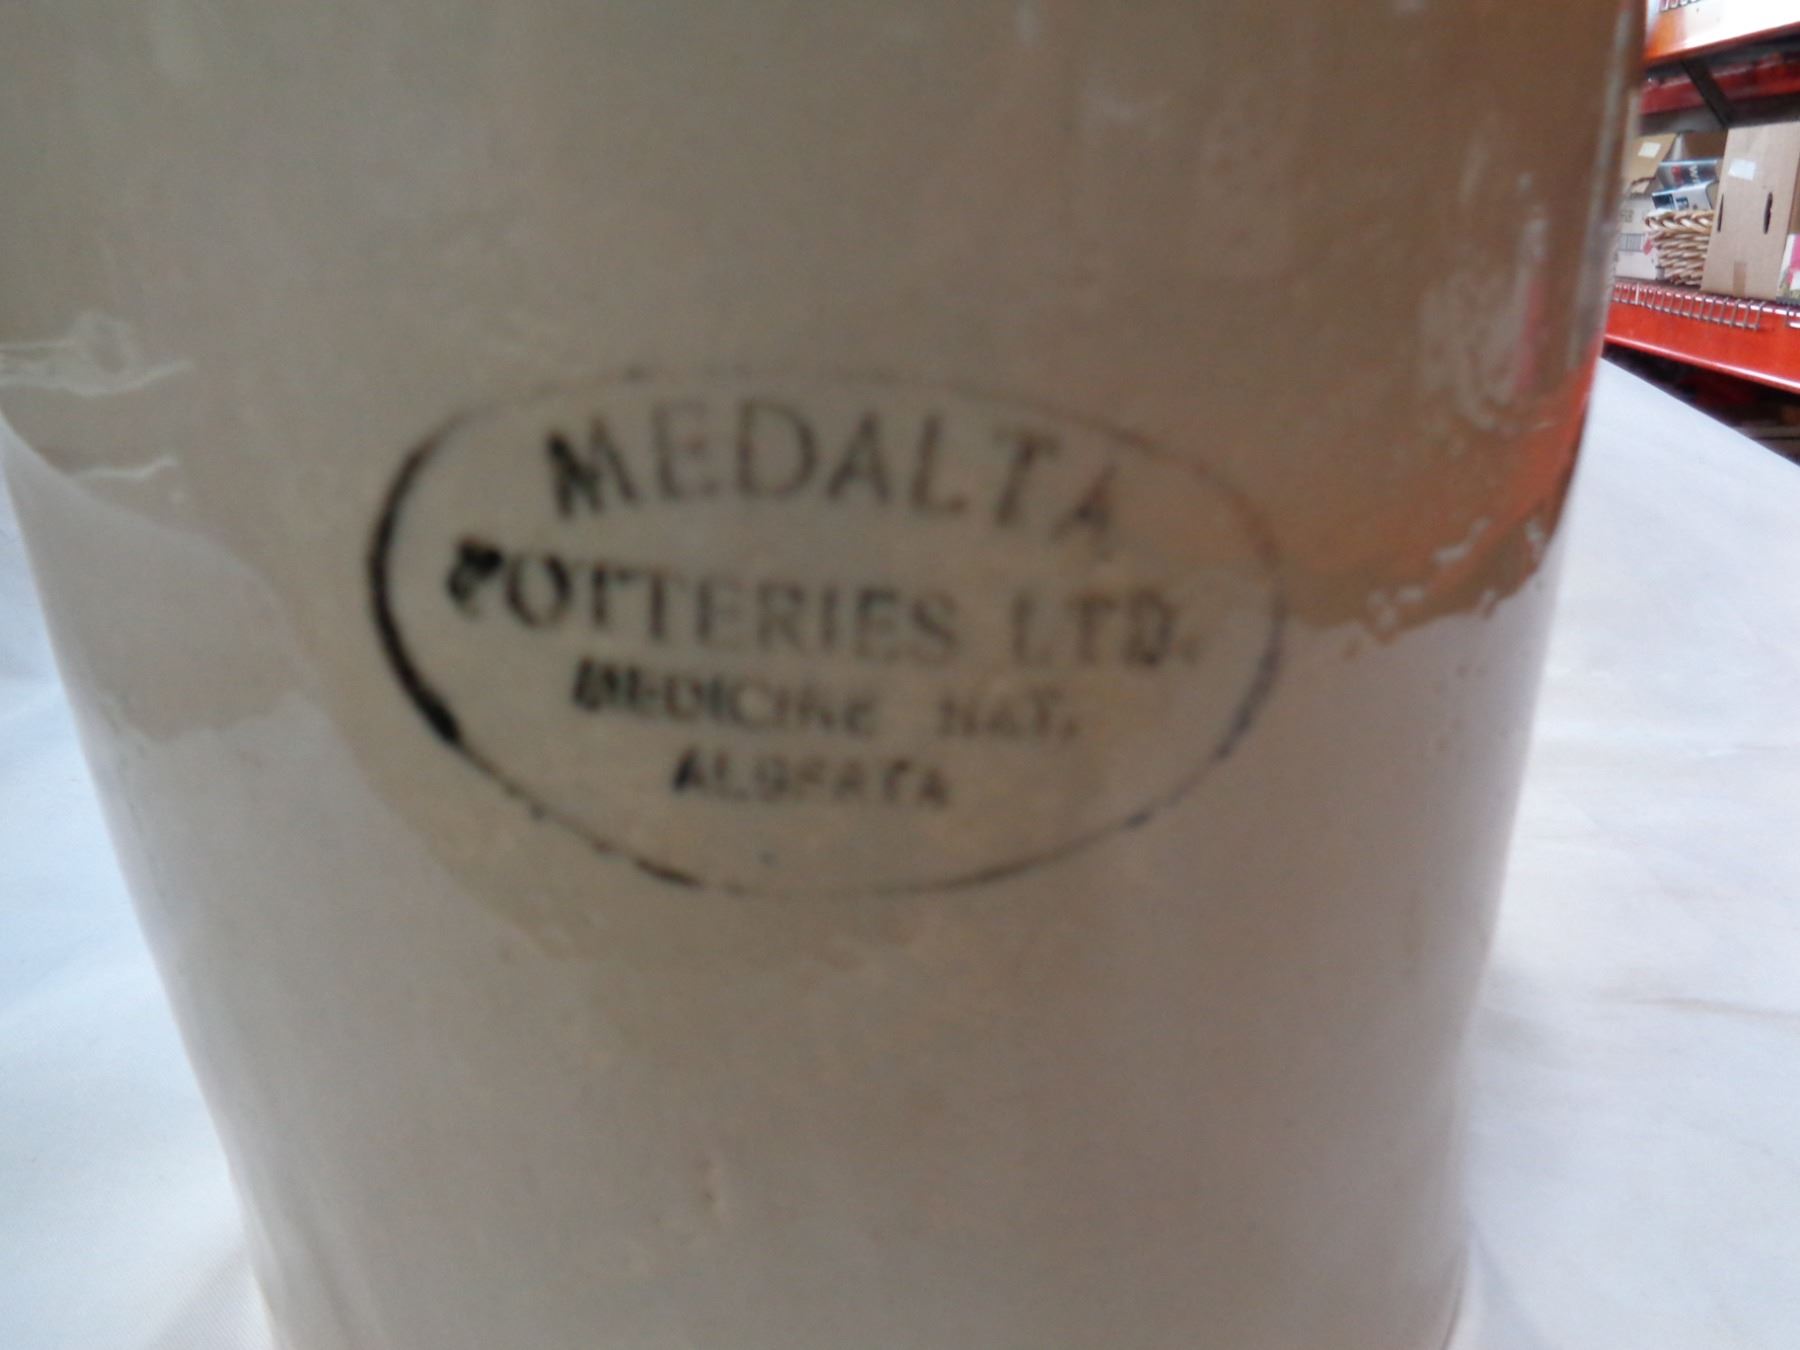 MEDALTA
POTTERIES LTD.
MEDICINE HAT,
ALBERTA